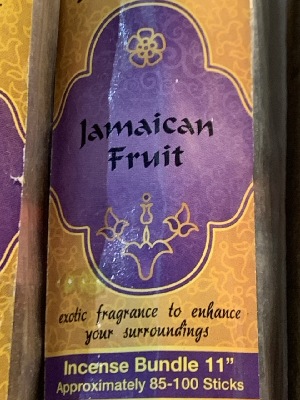 Jamaican
Fruit
exotic fragrance to enhance
your surroundings
Incense Bundle 11"
Approximately 85-100 Sticks